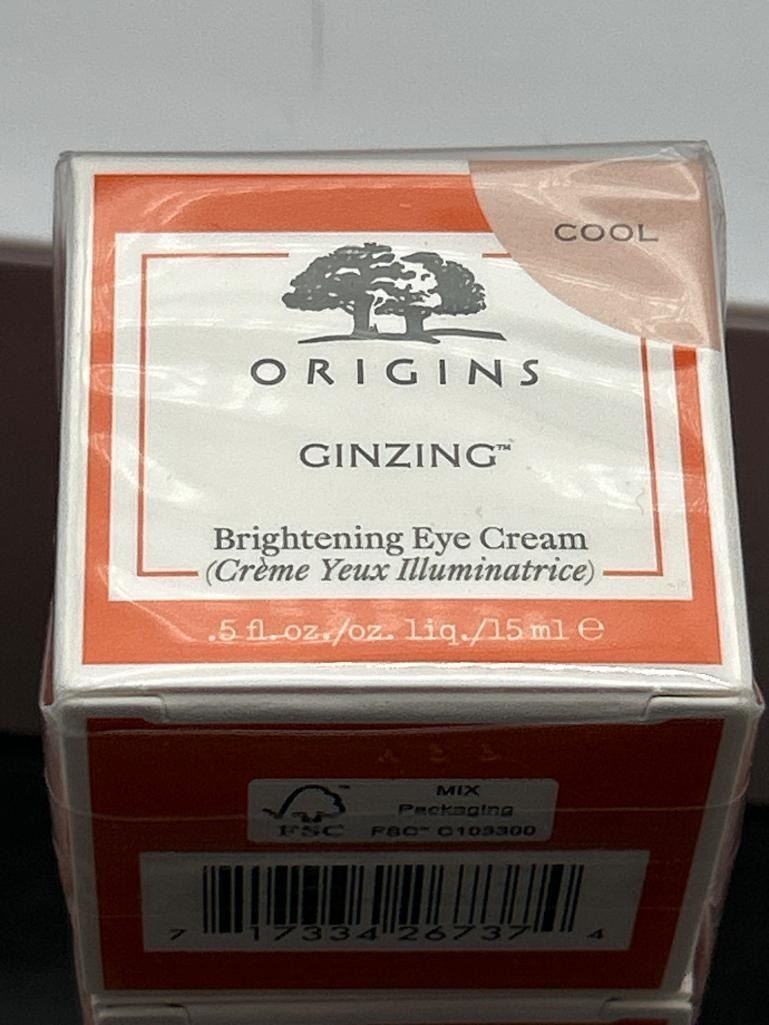 COOL
ORIGINS
GINZING™
Brightening Eye Cream
(Crème Yeux Illuminatrice)
.5 fl.oz./oz. liq./15 ml ℮
FSC
MIX
Packaging
FSC™ C103300
7 17334 26737 4